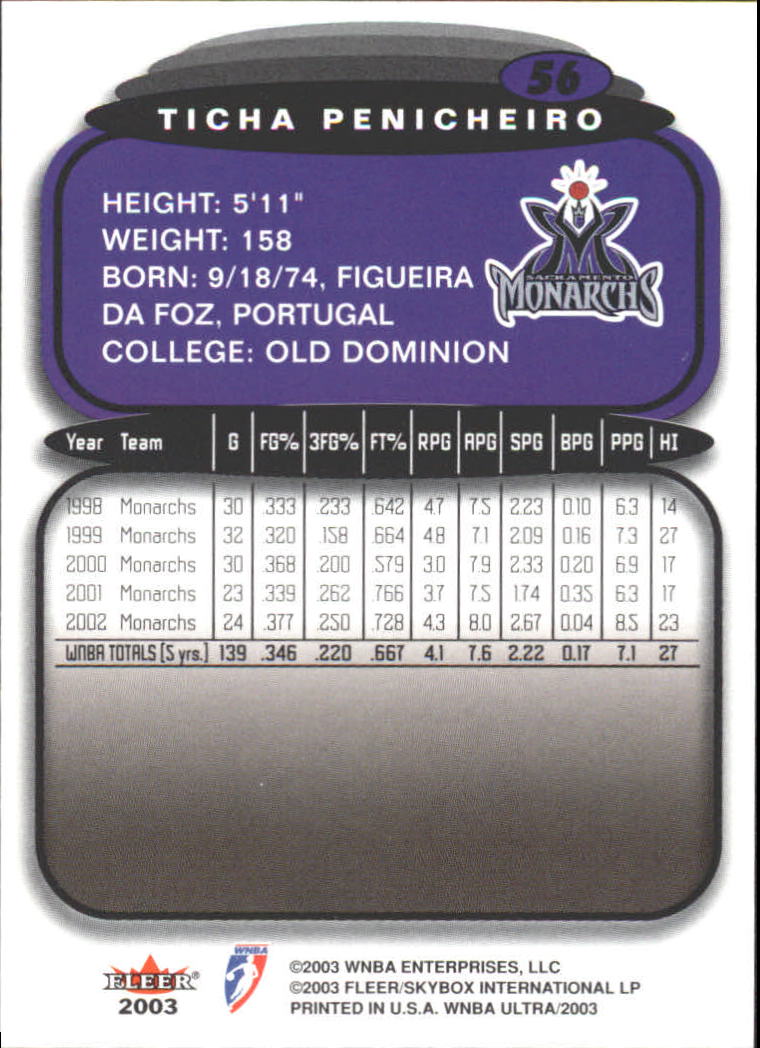 56
TICHA PENICHEIRO
HEIGHT: 5'11"
WEIGHT: 158
BORN: 9/18/74, FIGUEIRA
DA FOZ, PORTUGAL
COLLEGE: OLD DOMINION
SACRAMENTO
MONARCHS
Year Team G FG% 3FG% FT% RPG APG SPG BPG PPG HI
1998 Monarchs 30 .333 .233 .642 4.7 7.5 2.23 0.10 6.3 14
1999 Monarchs 32 .320 .158 .664 4.8 7.1 2.09 0.16 7.3 27
2000 Monarchs 30 .368 .200 .579 3.0 7.9 2.33 0.20 6.9 17
2001 Monarchs 23 .339 .262 .766 3.7 7.5 1.74 0.35 6.3 17
2002 Monarchs 24 .377 .250 .728 4.3 8.0 2.67 0.04 8.5 23
WNBA TOTALS [5 yrs.] 139 .346 .220 .667 4.1 7.6 2.22 0.17 7.1 27
FLEER®
2003
WNBA
©2003 WNBA ENTERPRISES, LLC
©2003 FLEER/SKYBOX INTERNATIONAL LP
PRINTED IN U.S.A. WNBA ULTRA/2003